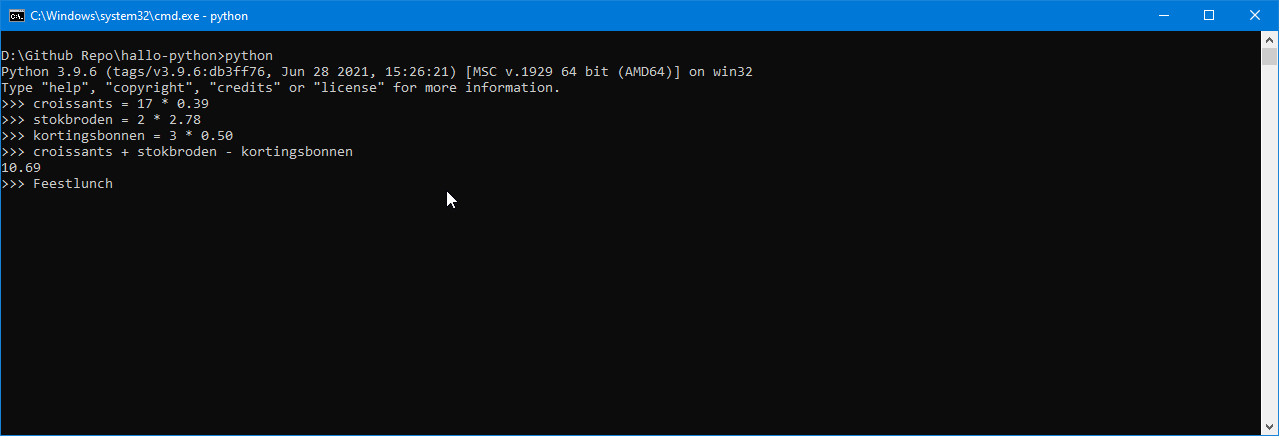 C:\Windows\system32\cmd.exe - python
D:\Github Repo\hallo-python>python
Python 3.9.6 (tags/v3.9.6:db3ff76, Jun 28 2021, 15:26:21) [MSC v.1929 64 bit (AMD64)] on win32
Type "help", "copyright", "credits" or "license" for more information.
>>> croissants = 17 * 0.39
>>> stokbroden = 2 * 2.78
>>> kortingsbonnen = 3 * 0.50
>>> croissants + stokbroden - kortingsbonnen
10.69
>>> Feestlunch